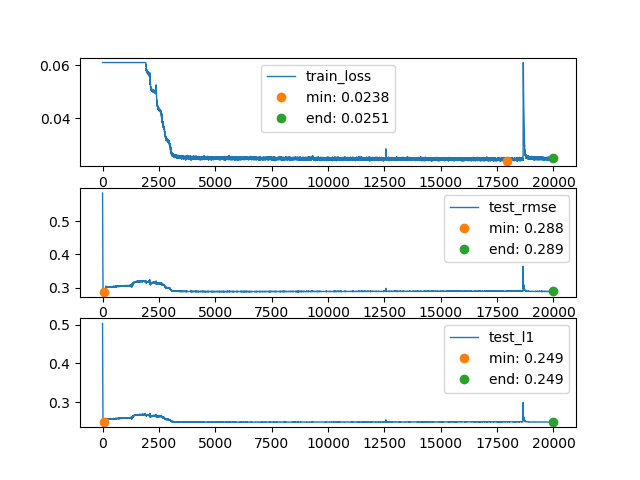 0.06
0.04
train_loss
min: 0.0238
end: 0.0251
0 2500 5000 7500 10000 12500 15000 17500 20000
0.5
0.4
0.3
test_rmse
min: 0.288
end: 0.289
0 2500 5000 7500 10000 12500 15000 17500 20000
0.5
0.4
0.3
test_l1
min: 0.249
end: 0.249
0 2500 5000 7500 10000 12500 15000 17500 20000